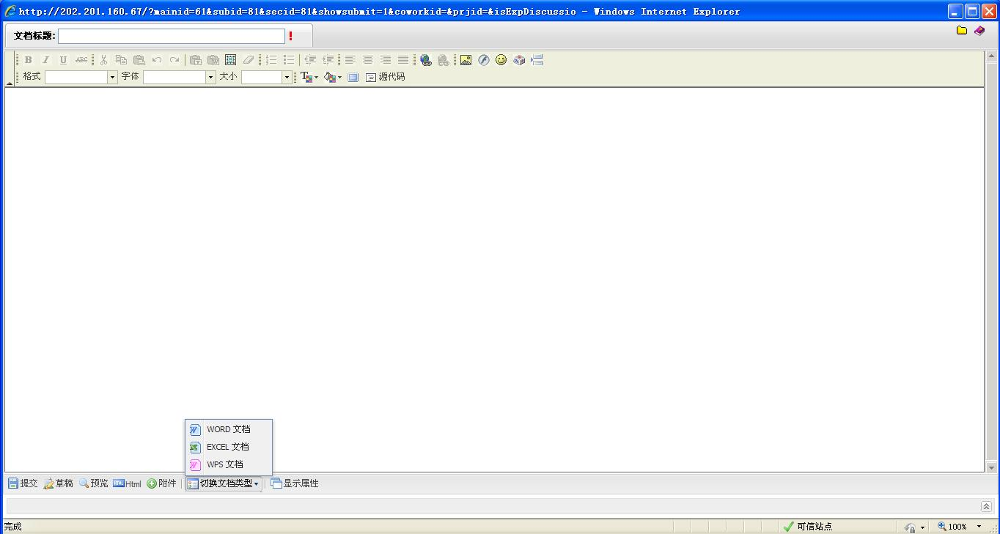 http://202.201.160.67/?mainid=61&subid=81&secid=81&showsubmit=1&coworkid=&prjid=&isExpDiscussio - Windows Internet Explorer
文档标题: !
B I U ABC
格式 字体 大小 源代码
WORD 文档
EXCEL 文档
WPS 文档
提交 草稿 预览 Html 附件 切换文档类型 显示属性
完成 可信站点 100%